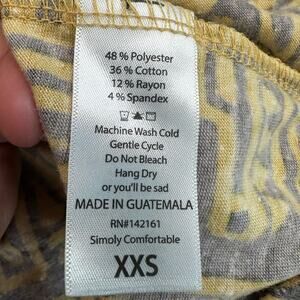 48% Polyester
36% Cotton
12% Rayon
4% Spandex
Machine Wash Cold
Gentle Cycle
Do Not Bleach
Hang Dry
or you'll be sad
MADE IN GUATEMALA
RN#142161
Simply Comfortable
XXS